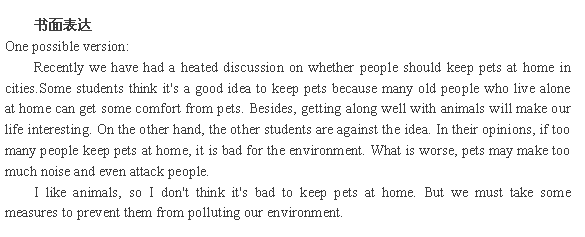 书面表达
One possible version:
Recently we have had a heated discussion on whether people should keep pets at home in
cities.Some students think it's a good idea to keep pets because many old people who live alone
at home can get some comfort from pets. Besides, getting along well with animals will make our
life interesting. On the other hand, the other students are against the idea. In their opinions, if too
many people keep pets at home, it is bad for the environment. What is worse, pets may make too
much noise and even attack people.
I like animals, so I don't think it's bad to keep pets at home. But we must take some
measures to prevent them from polluting our environment.